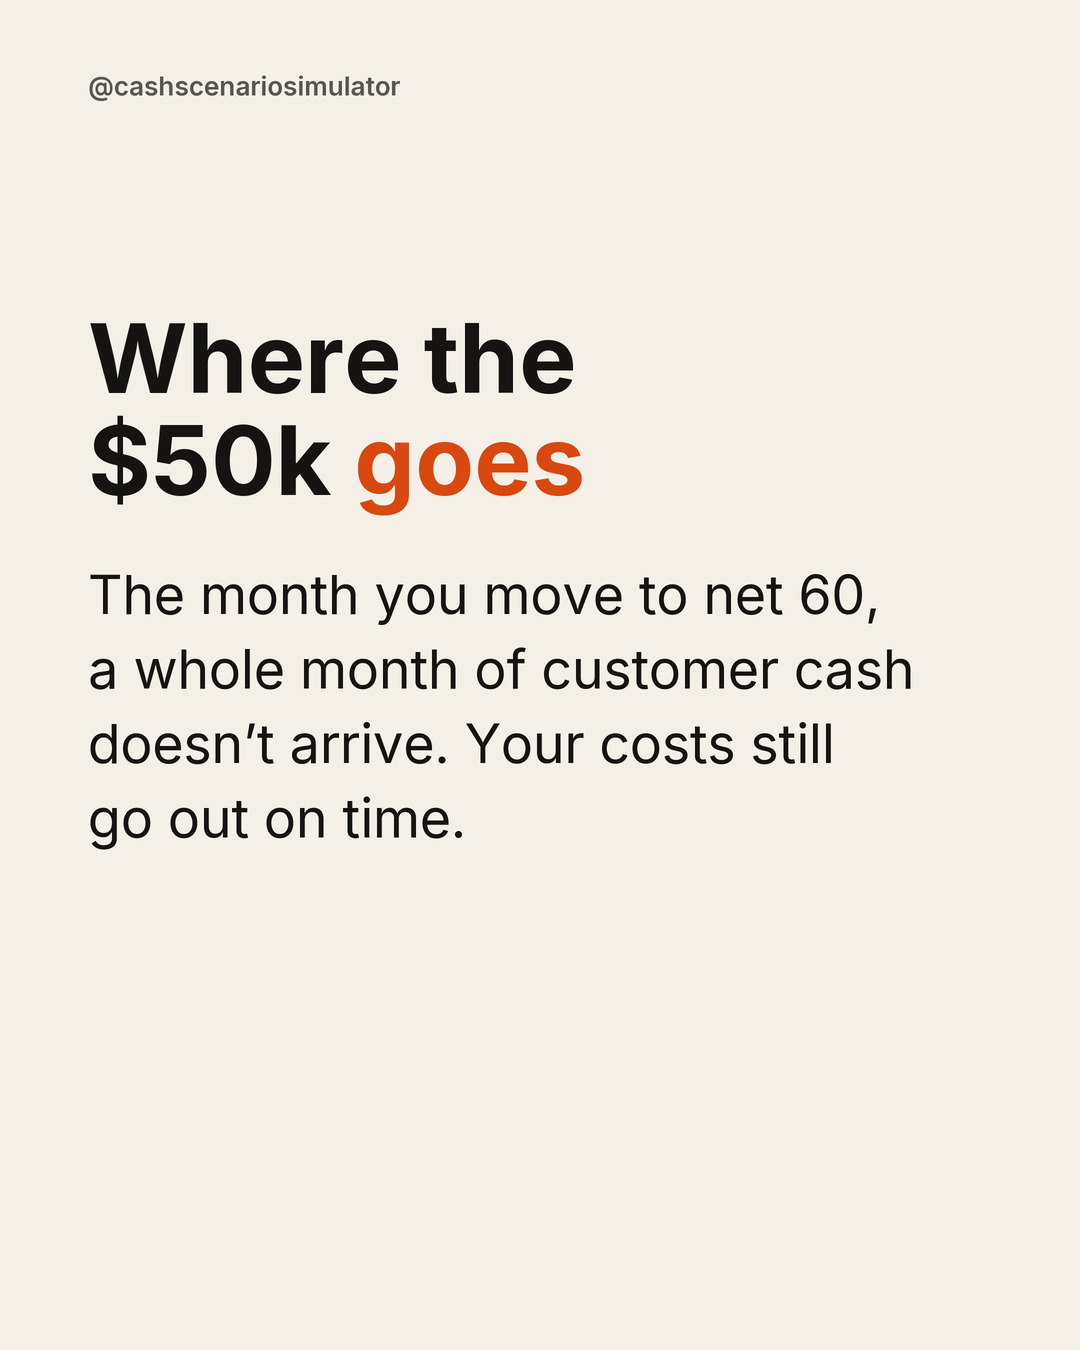 @cashscenariosimulator
Where the
$50k goes
The month you move to net 60,
a whole month of customer cash
doesn’t arrive. Your costs still
go out on time.